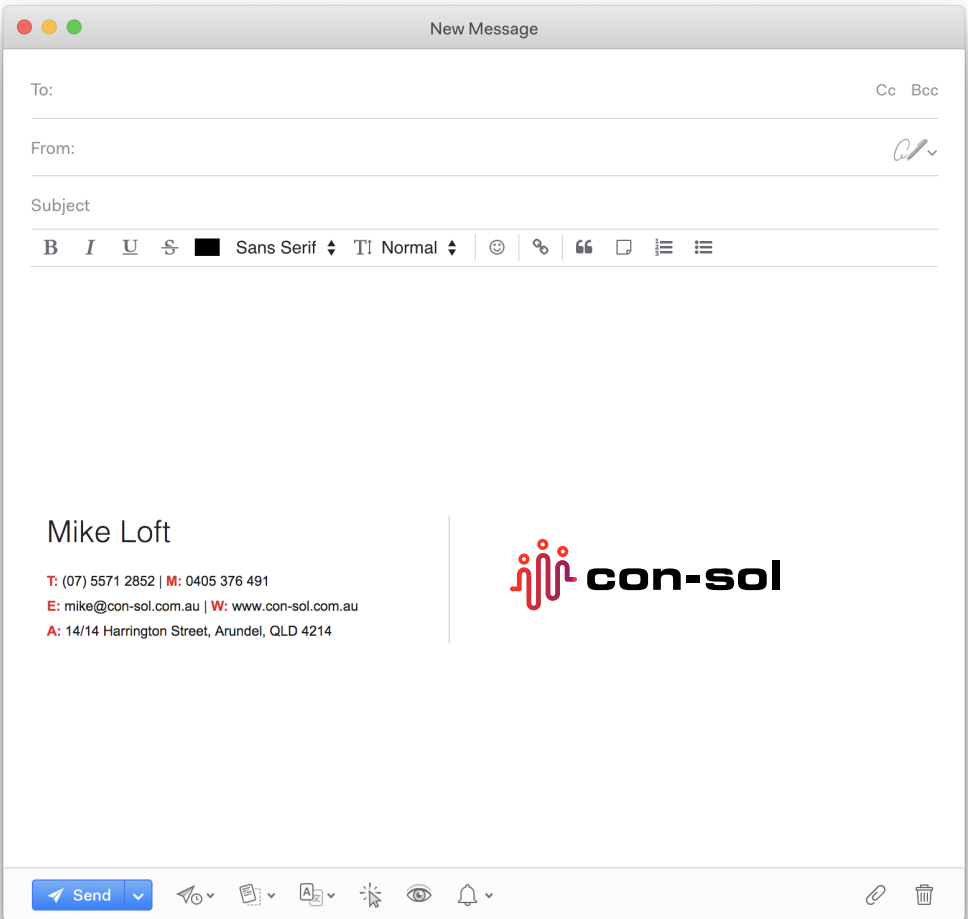 New Message
To:
Cc Bcc
From:
Subject
B I U S Sans Serif T Normal
Mike Loft
T: (07) 5571 2852 | M: 0405 376 491
E: mike@con-sol.com.au | W: www.con-sol.com.au
A: 14/14 Harrington Street, Arundel, QLD 4214
con-sol
Send